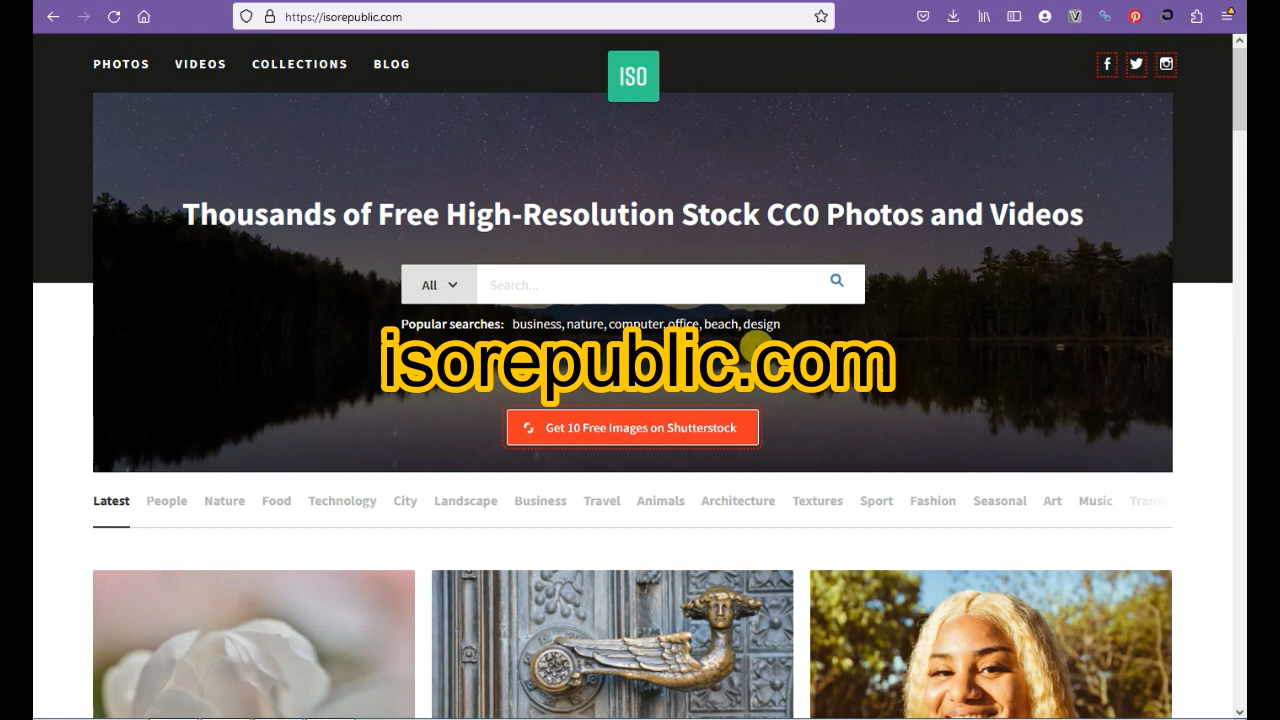 https://isorepublic.com
PHOTOS VIDEOS COLLECTIONS BLOG
ISO
Thousands of Free High-Resolution Stock CC0 Photos and Videos
All Search...
Popular searches: business, nature, computer, office, beach, design
isorepublic.com
Get 10 Free Images on Shutterstock
Latest People Nature Food Technology City Landscape Business Travel Animals Architecture Textures Sport Fashion Seasonal Art Music